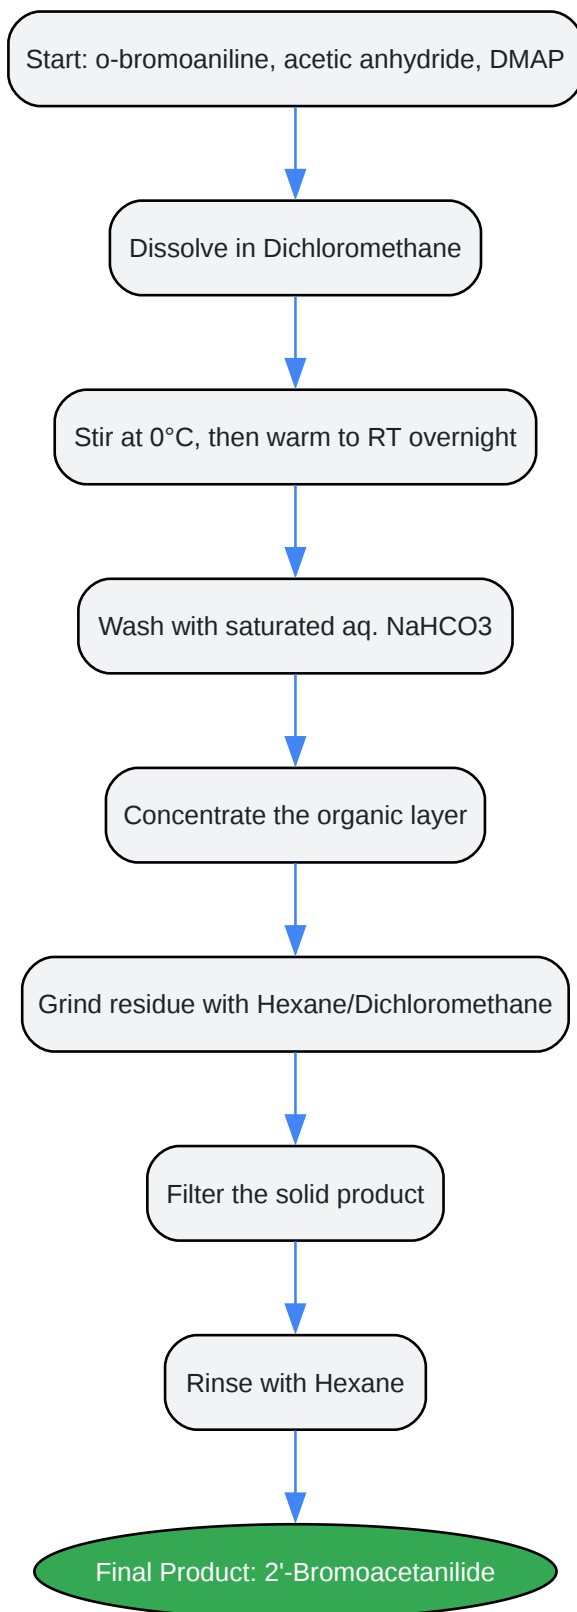 Start: o-bromoaniline, acetic anhydride, DMAP
Dissolve in Dichloromethane
Stir at 0°C, then warm to RT overnight
Wash with saturated aq. NaHCO3
Concentrate the organic layer
Grind residue with Hexane/Dichloromethane
Filter the solid product
Rinse with Hexane
Final Product: 2'-Bromoacetanilide